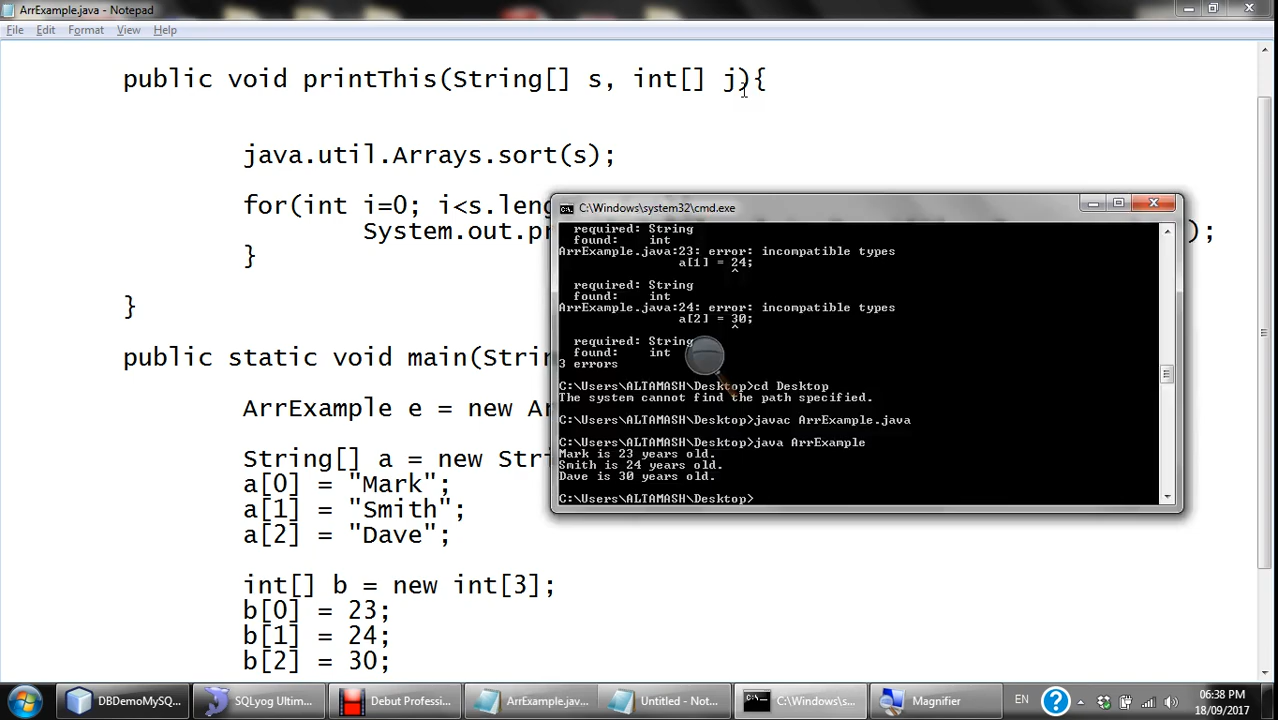 ArrExample.java - Notepad
File Edit Format View Help
public void printThis(String[] s, int[] j){
java.util.Arrays.sort(s);
for(int i=0; i<s.leng
System.out.pr );
}
}
public static void main(Strin
ArrExample e = new Ar
String[] a = new Stri
a[0] = "Mark";
a[1] = "Smith";
a[2] = "Dave";
int[] b = new int[3];
b[0] = 23;
b[1] = 24;
b[2] = 30;
C:\Windows\system32\cmd.exe
required: String
found: int
ArrExample.java:23: error: incompatible types
a[1] = 24;
^
required: String
found: int
ArrExample.java:24: error: incompatible types
a[2] = 30;
^
required: String
found: int
3 errors
C:\Users\ALTAMASH\Desktop>cd Desktop
The system cannot find the path specified.
C:\Users\ALTAMASH\Desktop>javac ArrExample.java
C:\Users\ALTAMASH\Desktop>java ArrExample
Mark is 23 years old.
Smith is 24 years old.
Dave is 30 years old.
C:\Users\ALTAMASH\Desktop>
DBDemoMySQ... SQLyog Ultim... Debut Professi... ArrExample.jav... Untitled - Not... C:\Windows\s... Magnifier EN 06:38 PM
18/09/2017